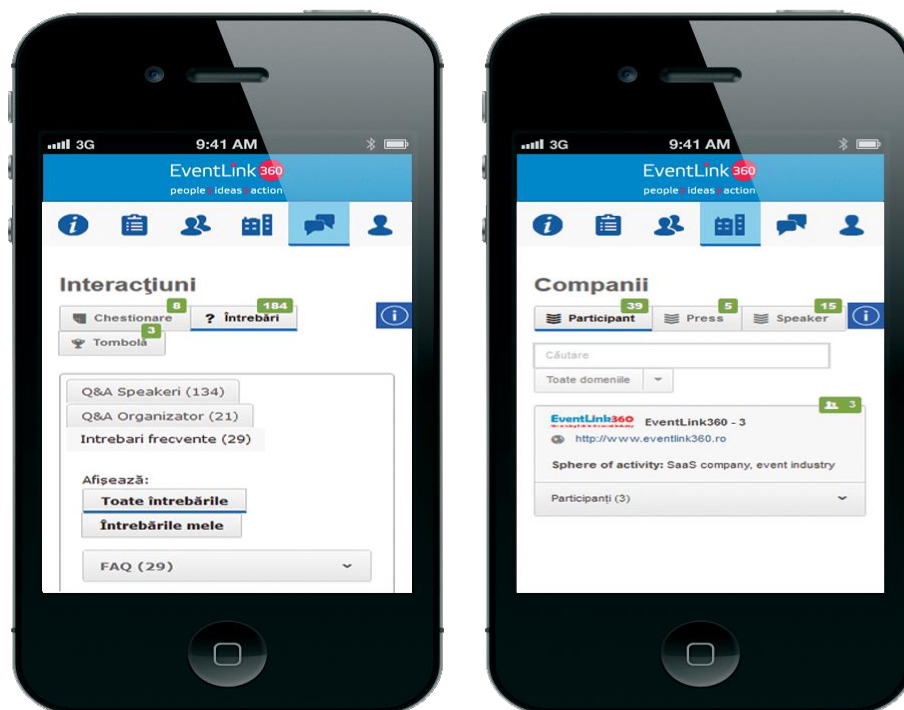 3G 9:41 AM
EventLink 360
people ideas action
Interacţiuni
Chestionare 8
? Întrebări 184
Tombolă 3
Q&A Speakeri (134)
Q&A Organizator (21)
Intrebari frecvente (29)
Afişează:
Toate întrebările
Întrebările mele
FAQ (29)
3G 9:41 AM
EventLink 360
people ideas action
Companii
Participant 39
Press 5
Speaker 15
Căutare
Toate domeniile
3
EventLink360 EventLink360 - 3
http://www.eventlink360.ro
Sphere of activity: SaaS company, event industry
Participanți (3)